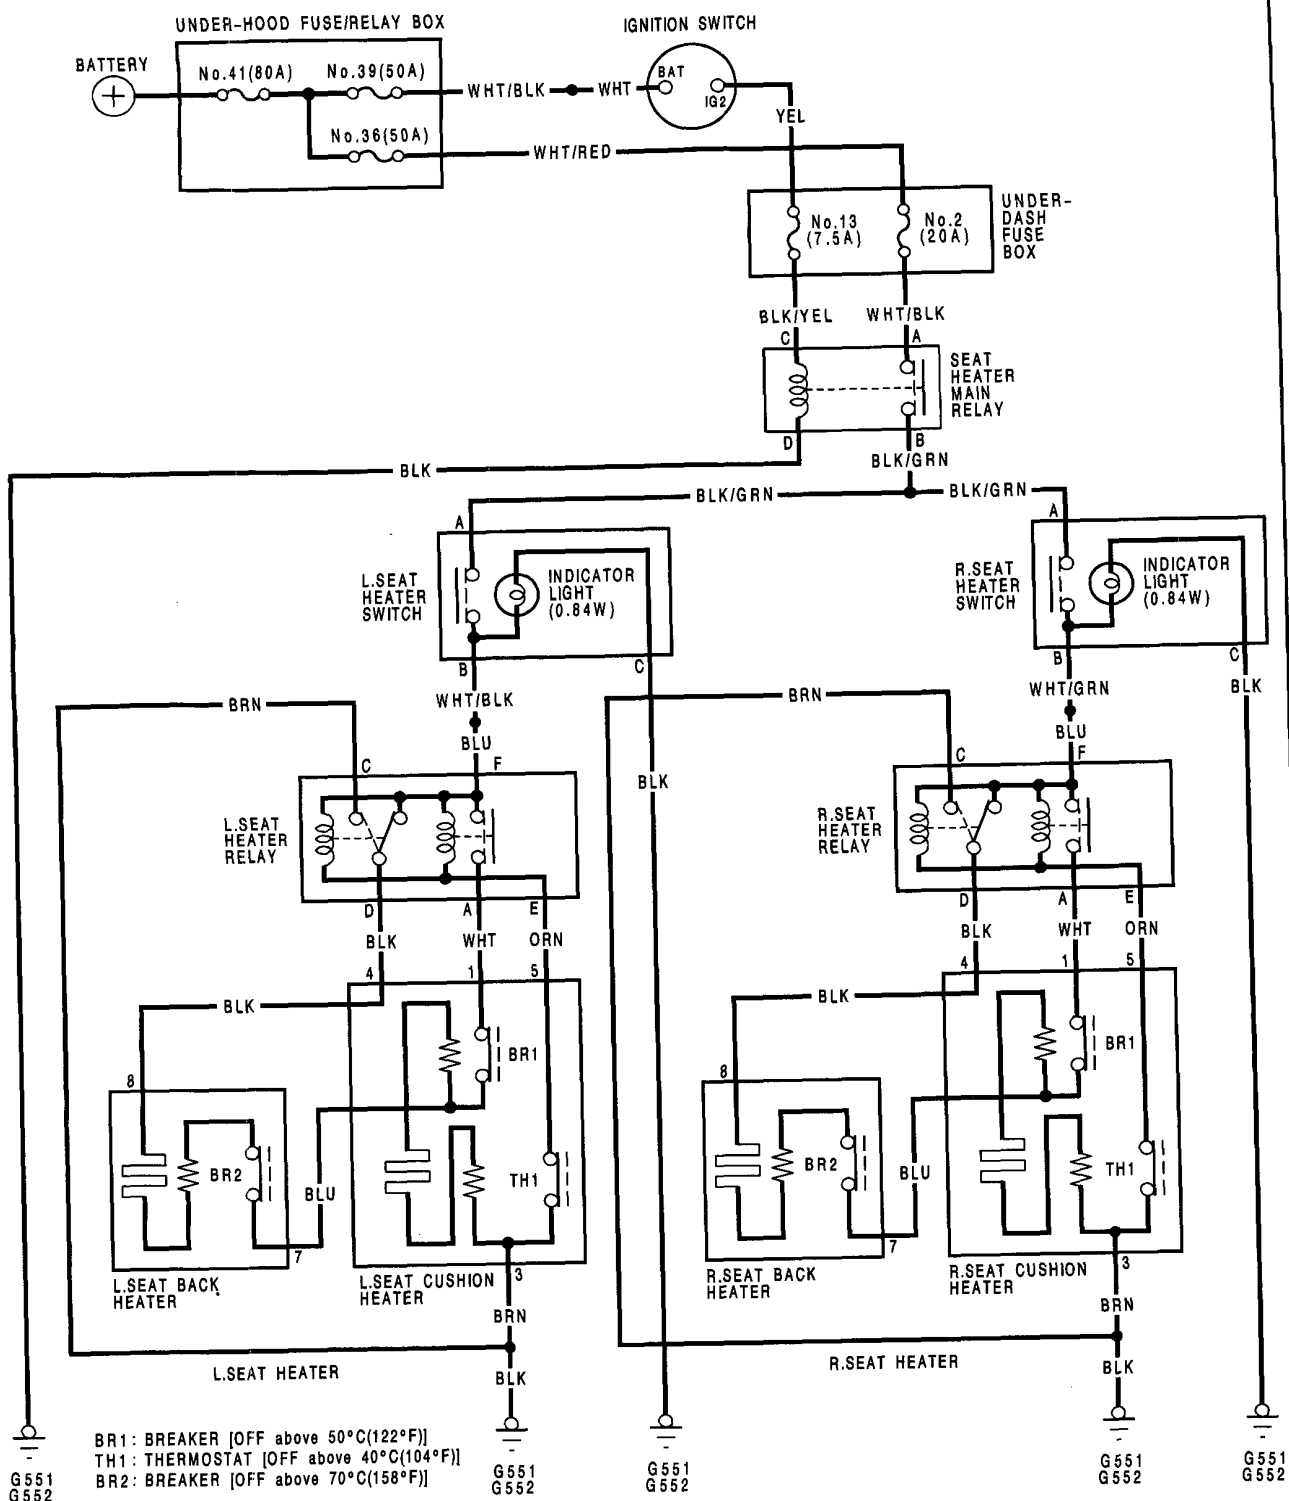 UNDER-HOOD FUSE/RELAY BOX
IGNITION SWITCH
BATTERY
No.41(80A)
No.39(50A)
WHT/BLK
WHT
BAT
IG2
YEL
No.36(50A)
WHT/RED
No.13
(7.5A)
No.2
(20A)
UNDER-
DASH
FUSE
BOX
BLK/YEL
WHT/BLK
C
A
SEAT
HEATER
MAIN
RELAY
D
B
BLK
BLK/GRN
BLK/GRN
BLK/GRN
A
L.SEAT
HEATER
SWITCH
INDICATOR
LIGHT
(0.84W)
B
C
A
R.SEAT
HEATER
SWITCH
INDICATOR
LIGHT
(0.84W)
B
C
BRN
WHT/BLK
BLU
BLK
BRN
WHT/GRN
BLU
BLK
C
F
L.SEAT
HEATER
RELAY
D
A
E
C
F
R.SEAT
HEATER
RELAY
D
A
E
BLK
WHT
ORN
BLK
WHT
ORN
4
1
5
BLK
BR1
8
BR2
BLU
TH1
7
3
L.SEAT BACK
HEATER
L.SEAT CUSHION
HEATER
BRN
L.SEAT HEATER
BLK
4
1
5
BLK
BR1
8
BR2
BLU
TH1
7
3
R.SEAT BACK
HEATER
R.SEAT CUSHION
HEATER
BRN
R.SEAT HEATER
BLK
BR1: BREAKER [OFF above 50°C(122°F)]
TH1: THERMOSTAT [OFF above 40°C(104°F)]
BR2: BREAKER [OFF above 70°C(158°F)]
G551
G552
G551
G552
G551
G552
G551
G552
G551
G552